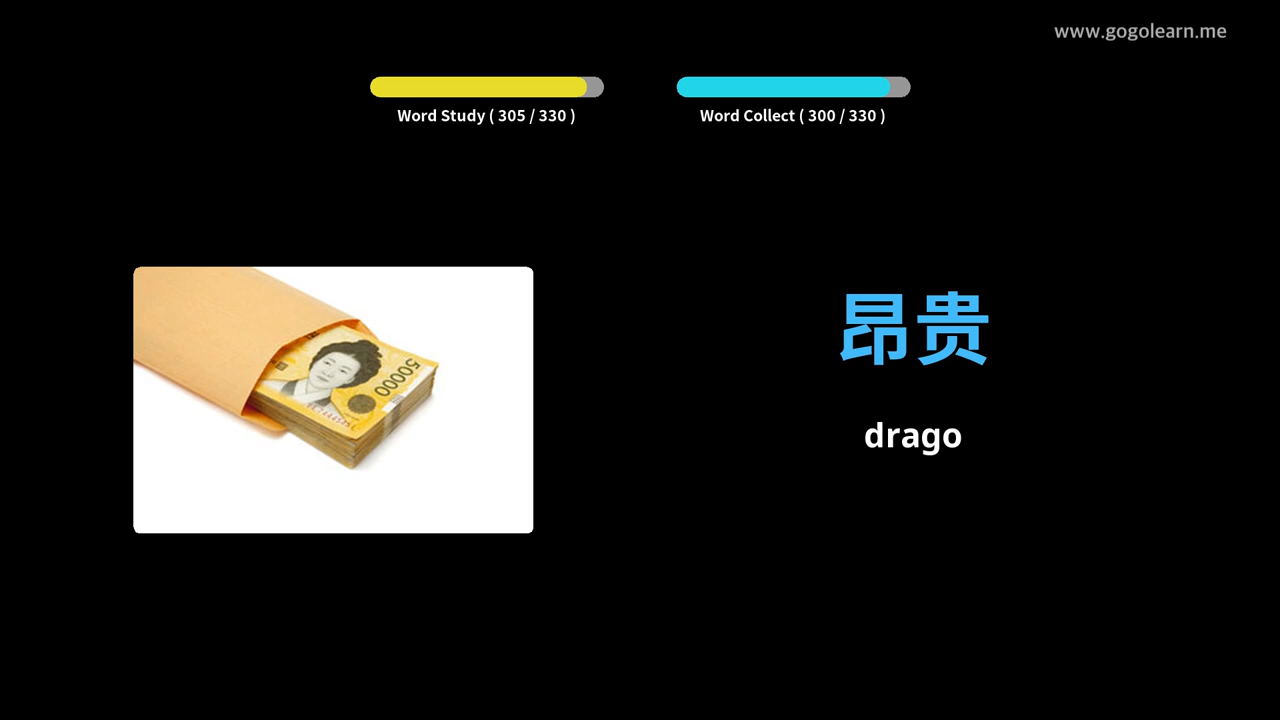 www.gogolearn.me
Word Study ( 305 / 330 )
Word Collect ( 300 / 330 )
昂贵
drago
50000